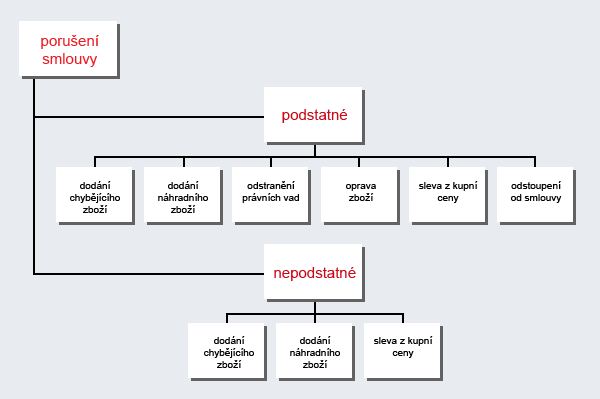 porušení
smlouvy
podstatné
dodání
chybějícího
zboží
dodání
náhradního
zboží
odstranění
právních vad
oprava
zboží
sleva z kupní
ceny
odstoupení
od smlouvy
nepodstatné
dodání
chybějícího
zboží
dodání
náhradního
zboží
sleva z kupní
ceny